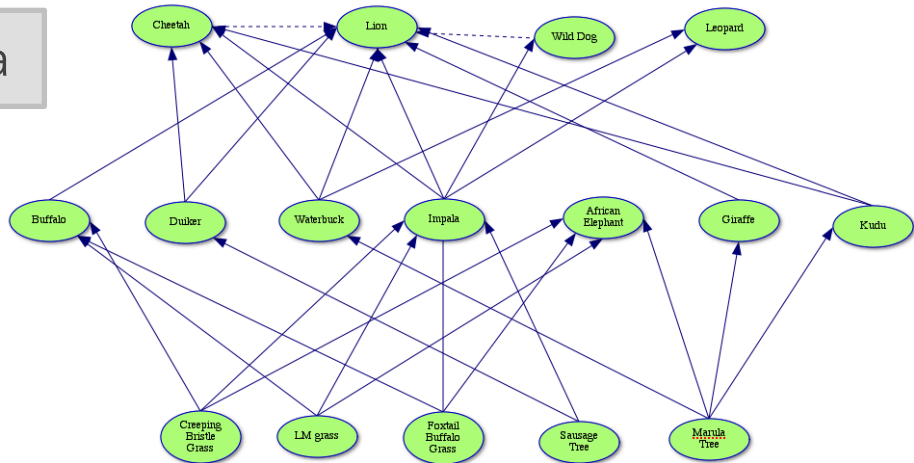 a
Cheetah
Lion
Wild Dog
Leopard
Buffalo
Duiker
Waterbuck
Impala
African
Elephant
Giraffe
Kudu
Creeping
Bristle
Grass
LM grass
Foxtail
Buffalo
Grass
Sausage
Tree
Marula
Tree